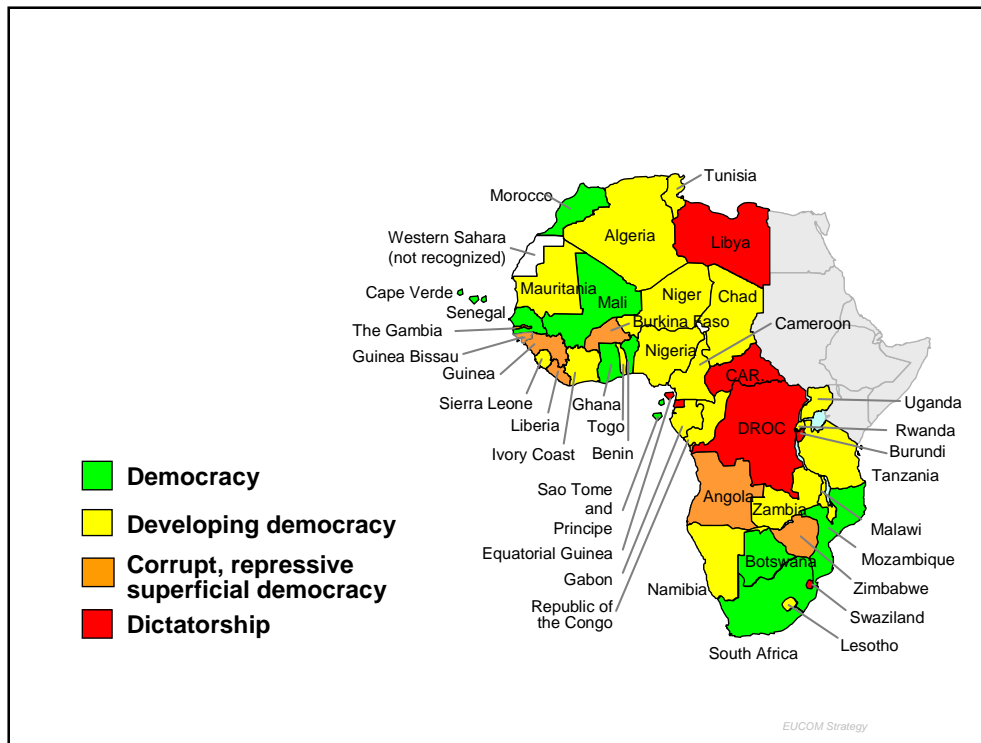 Tunisia
Morocco
Algeria
Libya
Western Sahara
(not recognized)
Mauritania
Mali
Niger
Chad
Cape Verde
Senegal
The Gambia
Burkina Faso
Cameroon
Guinea Bissau
Nigeria
Guinea
CAR
Sierra Leone
Ghana
Uganda
Liberia
Togo
DROC
Rwanda
Ivory Coast
Benin
Burundi
Tanzania
Democracy
Sao Tome
and
Principe
Angola
Zambia
Developing democracy
Malawi
Equatorial Guinea
Mozambique
Corrupt, repressive
superficial democracy
Gabon
Botswana
Namibia
Zimbabwe
Republic of
the Congo
Swaziland
Dictatorship
Lesotho
South Africa
EUCOM Strategy